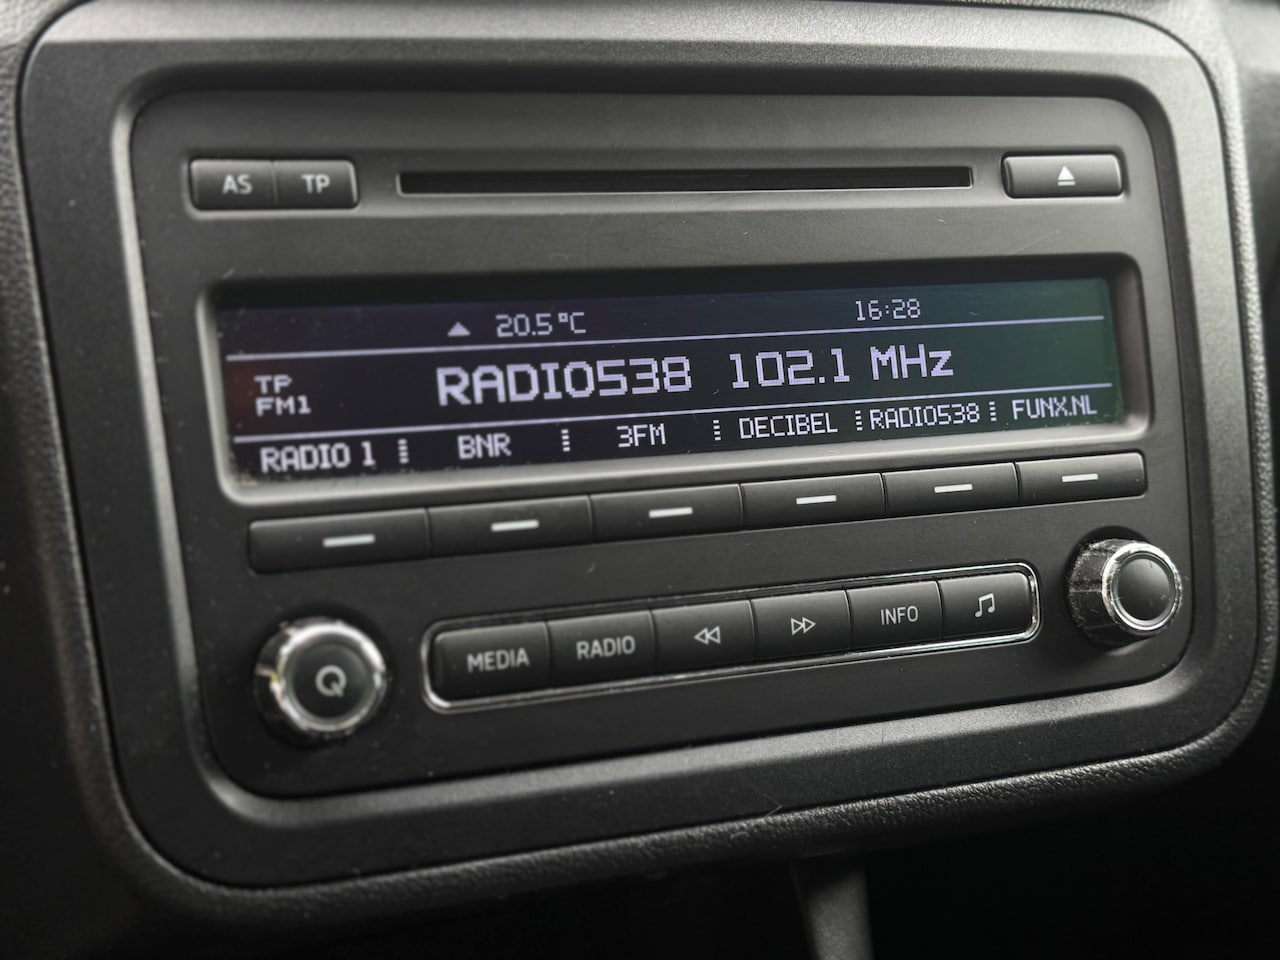 AS TP
20.5°C 16:28
TP
FM1
RADIO538 102.1 MHz
RADIO 1 BNR 3FM DECIBEL RADIO538 FUNX.NL
MEDIA RADIO INFO